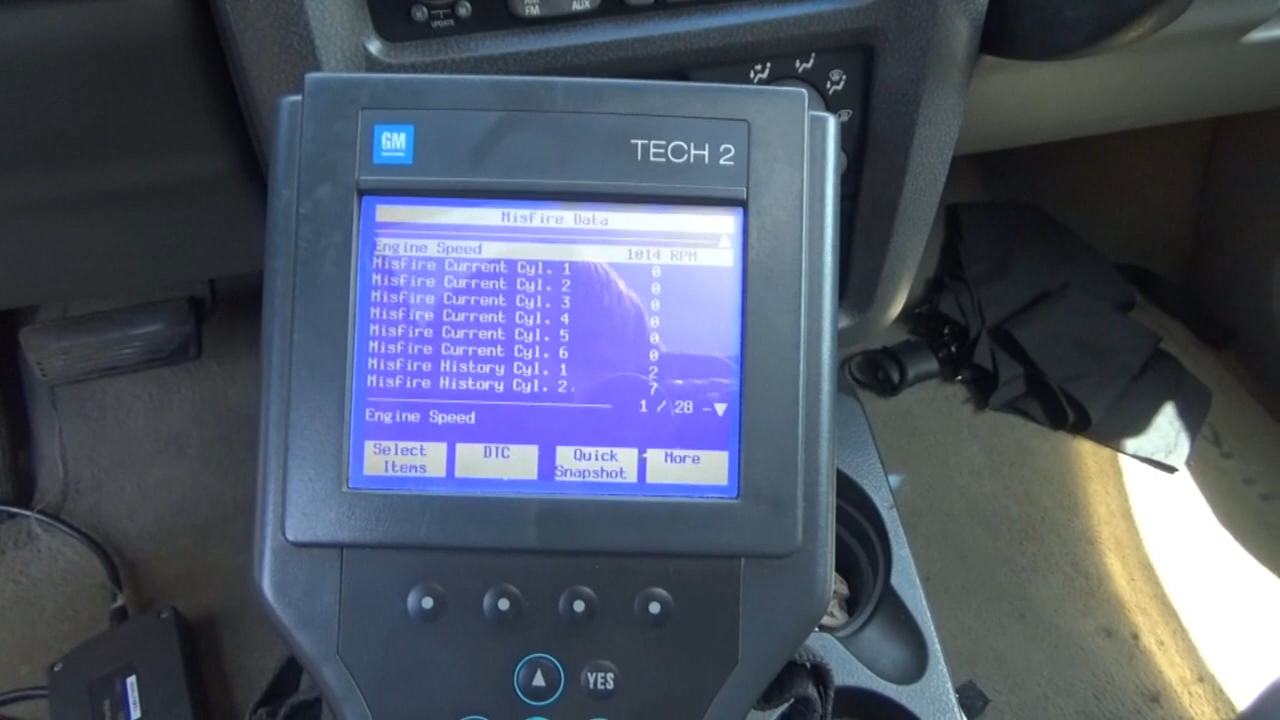 UPDATE
FM
AUX
GM
TECH 2
Misfire Data
Engine Speed 1014 RPM
Misfire Current Cyl. 1 0
Misfire Current Cyl. 2 0
Misfire Current Cyl. 3 0
Misfire Current Cyl. 4 0
Misfire Current Cyl. 5 0
Misfire Current Cyl. 6 0
Misfire History Cyl. 1 2
Misfire History Cyl. 2 7
1 / 28
Engine Speed
Select Items
DTC
Quick Snapshot
More
YES